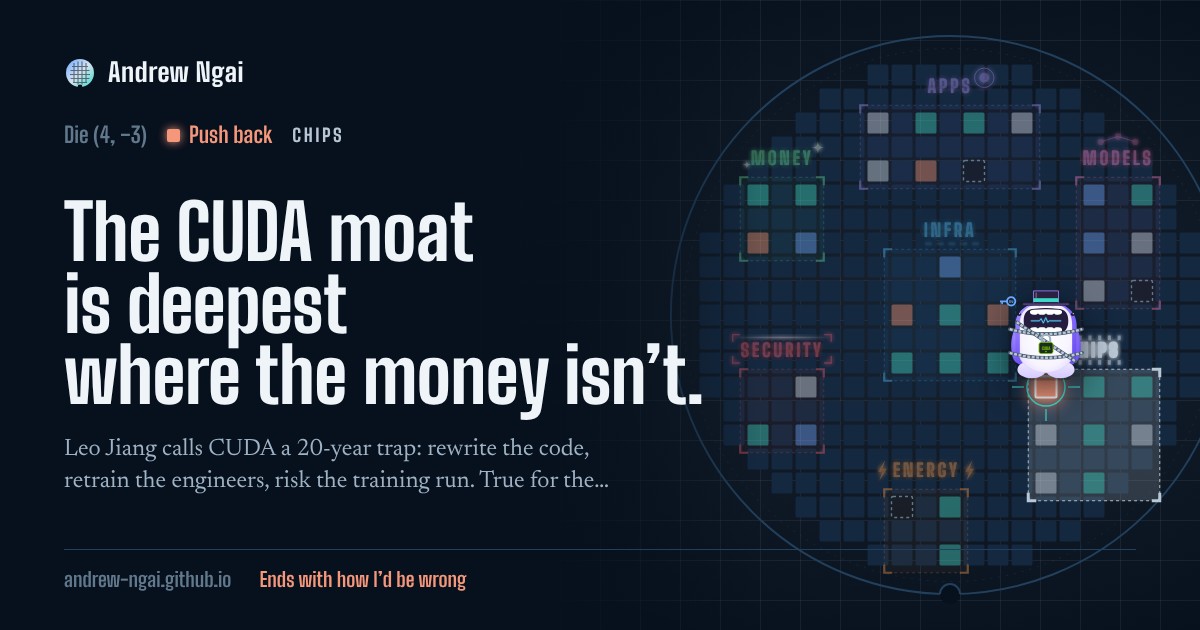 Andrew Ngai
Die (4, −3) Push back CHIPS
The CUDA moat
is deepest
where the money isn’t.
Leo Jiang calls CUDA a 20-year trap: rewrite the code,
retrain the engineers, risk the training run. True for the...
andrew-ngai.github.io Ends with how I’d be wrong
APPS
MONEY
MODELS
INFRA
SECURITY
ENERGY